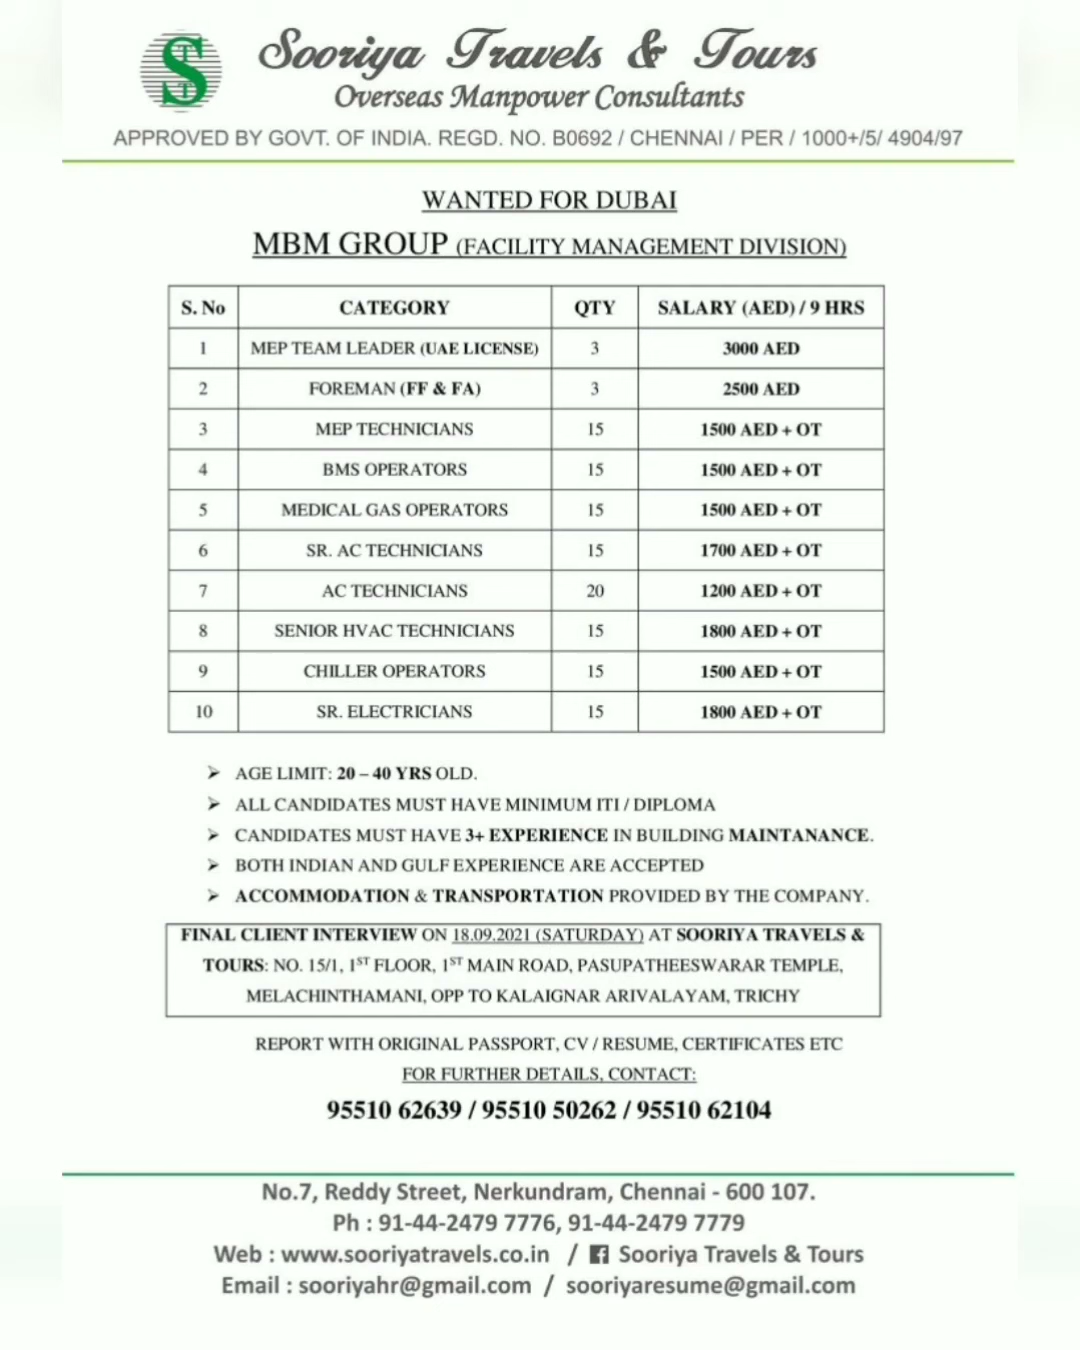 STT
Sooriya Travels & Tours
Overseas Manpower Consultants
APPROVED BY GOVT. OF INDIA. REGD. NO. B0692 / CHENNAI / PER / 1000+/5/ 4904/97
WANTED FOR DUBAI
MBM GROUP (FACILITY MANAGEMENT DIVISION)
S. No CATEGORY QTY SALARY (AED) / 9 HRS
1 MEP TEAM LEADER (UAE LICENSE) 3 3000 AED
2 FOREMAN (FF & FA) 3 2500 AED
3 MEP TECHNICIANS 15 1500 AED + OT
4 BMS OPERATORS 15 1500 AED + OT
5 MEDICAL GAS OPERATORS 15 1500 AED + OT
6 SR. AC TECHNICIANS 15 1700 AED + OT
7 AC TECHNICIANS 20 1200 AED + OT
8 SENIOR HVAC TECHNICIANS 15 1800 AED + OT
9 CHILLER OPERATORS 15 1500 AED + OT
10 SR. ELECTRICIANS 15 1800 AED + OT
➢ AGE LIMIT: 20 – 40 YRS OLD.
➢ ALL CANDIDATES MUST HAVE MINIMUM ITI / DIPLOMA
➢ CANDIDATES MUST HAVE 3+ EXPERIENCE IN BUILDING MAINTANANCE.
➢ BOTH INDIAN AND GULF EXPERIENCE ARE ACCEPTED
➢ ACCOMMODATION & TRANSPORTATION PROVIDED BY THE COMPANY.
FINAL CLIENT INTERVIEW ON 18.09.2021 (SATURDAY) AT SOORIYA TRAVELS &
TOURS: NO. 15/1, 1ST FLOOR, 1ST MAIN ROAD, PASUPATHEESWARAR TEMPLE,
MELACHINTHAMANI, OPP TO KALAIGNAR ARIVALAYAM, TRICHY
REPORT WITH ORIGINAL PASSPORT, CV / RESUME, CERTIFICATES ETC
FOR FURTHER DETAILS, CONTACT:
95510 62639 / 95510 50262 / 95510 62104
No.7, Reddy Street, Nerkundram, Chennai - 600 107.
Ph : 91-44-2479 7776, 91-44-2479 7779
Web : www.sooriyatravels.co.in / f Sooriya Travels & Tours
Email : sooriyahr@gmail.com / sooriyaresume@gmail.com